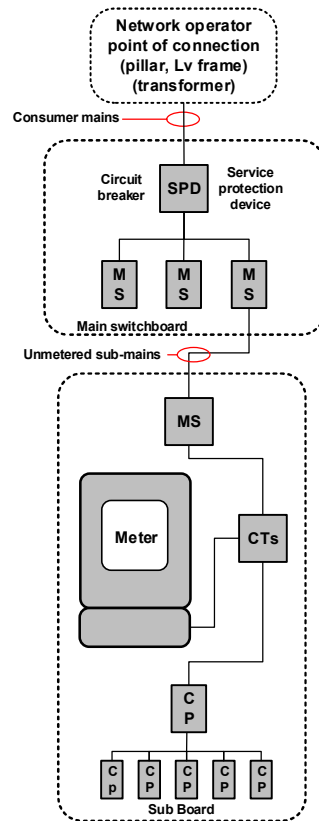 Network operator
point of connection
(pillar, Lv frame)
(transformer)
Consumer mains
Circuit
breaker
SPD
Service
protection
device
M
S
M
S
M
S
Main switchboard
Unmetered sub-mains
MS
Meter
CTs
C
P
C
p
C
P
C
P
C
P
C
P
Sub Board